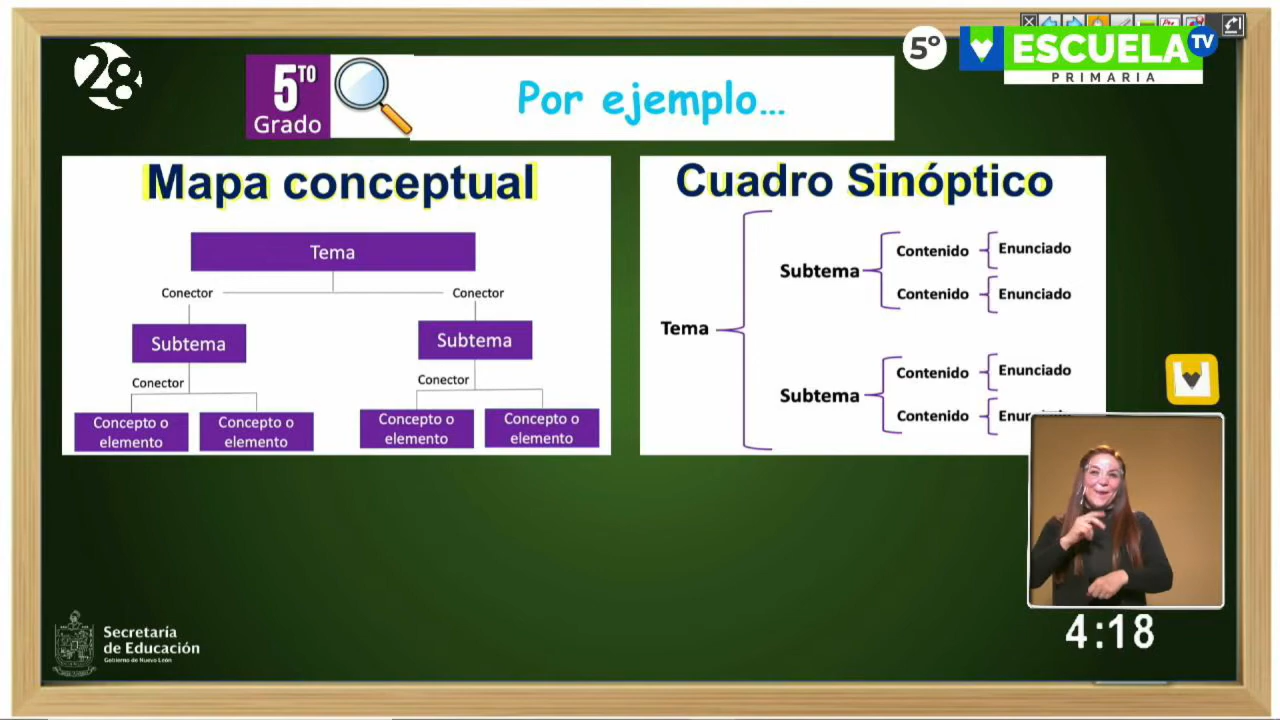 28
5TO
Grado
Por ejemplo...
5º
ESCUELA
TV
PRIMARIA
Mapa conceptual
Tema
Conector
Conector
Subtema
Subtema
Conector
Conector
Concepto o
elemento
Concepto o
elemento
Concepto o
elemento
Concepto o
elemento
Cuadro Sinóptico
Tema
Subtema
Contenido
Enunciado
Contenido
Enunciado
Subtema
Contenido
Enunciado
Contenido
4:18
Secretaría
de Educación
Gobierno de Nuevo León